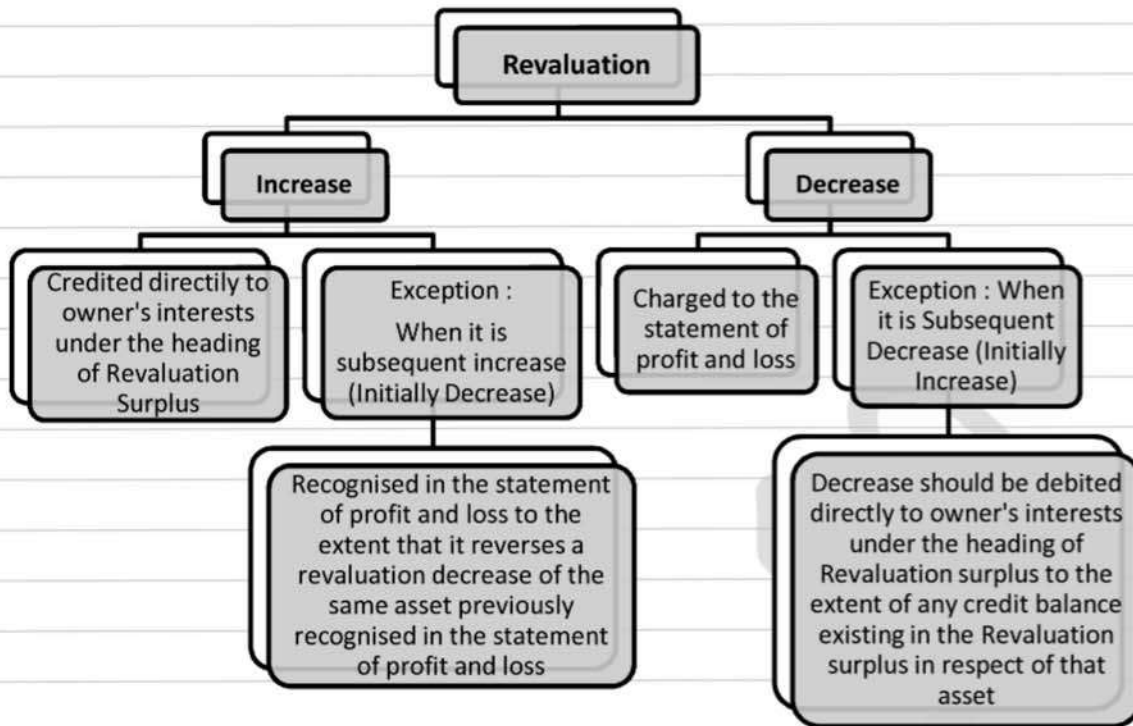 Revaluation
Increase
Decrease
Credited directily to
owner's interests
under the heading
of Revaluation
Surplus
Exception :
When it is
subsequent increase
(Initially Decrease)
Charged to the
statement of
profit and loss
Exception : When
it is Subsequent
Decrease (Initially
Increase)
Recognised in the statement
of profit and loss to the
extent that it reverses a
revaluation decrease of the
same asset previously
recognised in the statement
of profit and loss
Decrease should be debited
directly to owner's interests
under the heading of
Revaluation surplus to the
extent of any credit balance
existing in the Revaluation
surplus in respect of that
asset